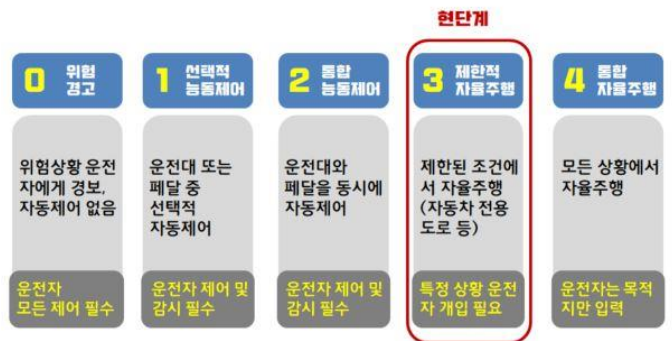 현단계
0 위험
경고
1 선택적
능동제어
2 통합
능동제어
3 제한적
자율주행
4 통합
자율주행
위험상황 운전
자에게 경보,
자동제어 없음
운전대 또는
페달 중
선택적
자동제어
운전대와
페달을 동시에
자동제어
제한된 조건에
서 자율주행
(자동차 전용
도로 등)
모든 상황에서
자율주행
운전자
모든 제어 필수
운전자 제어 및
감시 필수
운전자 제어 및
감시 필수
특정 상황 운전
자 개입 필요
운전자는 목적
지만 입력